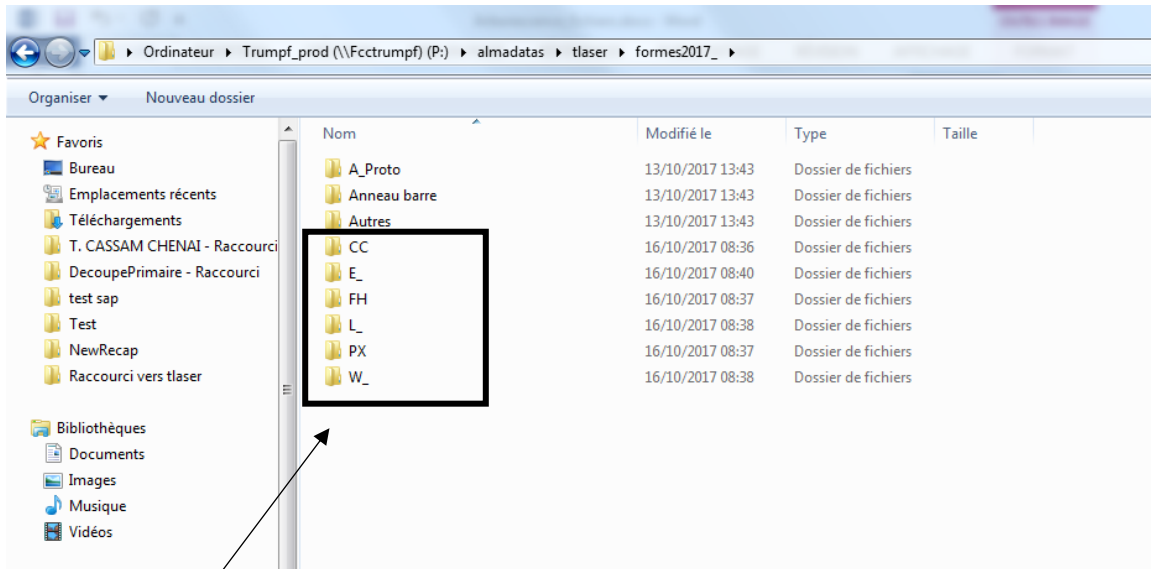 Ordinateur Trumpf_prod (\\Fcctrumpf) (P:) almadatas tlaser formes2017_
Organiser Nouveau dossier
Favoris
Bureau
Emplacements récents
Téléchargements
T. CASSAM CHENAI - Raccourci
DecoupePrimaire - Raccourci
test sap
Test
NewRecap
Raccourci vers tlaser
Bibliothèques
Documents
Images
Musique
Vidéos
Nom Modifié le Type Taille
A_Proto 13/10/2017 13:43 Dossier de fichiers
Anneau barre 13/10/2017 13:43 Dossier de fichiers
Autres 13/10/2017 13:43 Dossier de fichiers
CC 16/10/2017 08:36 Dossier de fichiers
E_ 16/10/2017 08:40 Dossier de fichiers
FH 16/10/2017 08:37 Dossier de fichiers
L_ 16/10/2017 08:38 Dossier de fichiers
PX 16/10/2017 08:37 Dossier de fichiers
W_ 16/10/2017 08:38 Dossier de fichiers